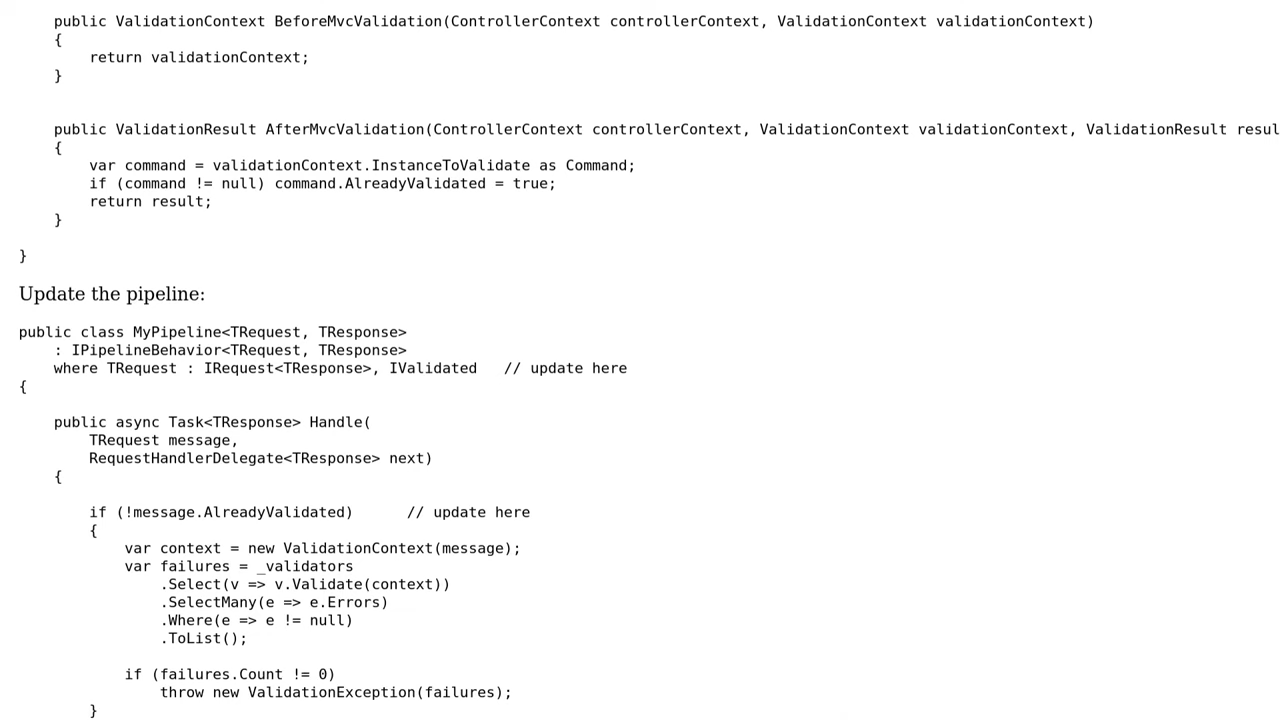 public ValidationContext BeforeMvcValidation(ControllerContext controllerContext, ValidationContext validationContext)
{
return validationContext;
}
public ValidationResult AfterMvcValidation(ControllerContext controllerContext, ValidationContext validationContext, ValidationResult resul
{
var command = validationContext.InstanceToValidate as Command;
if (command != null) command.AlreadyValidated = true;
return result;
}
}
Update the pipeline:
public class MyPipeline<TRequest, TResponse>
: IPipelineBehavior<TRequest, TResponse>
where TRequest : IRequest<TResponse>, IValidated   // update here
{
public async Task<TResponse> Handle(
TRequest message,
RequestHandlerDelegate<TResponse> next)
{
if (!message.AlreadyValidated)      // update here
{
var context = new ValidationContext(message);
var failures = _validators
.Select(v => v.Validate(context))
.SelectMany(e => e.Errors)
.Where(e => e != null)
.ToList();
if (failures.Count != 0)
throw new ValidationException(failures);
}